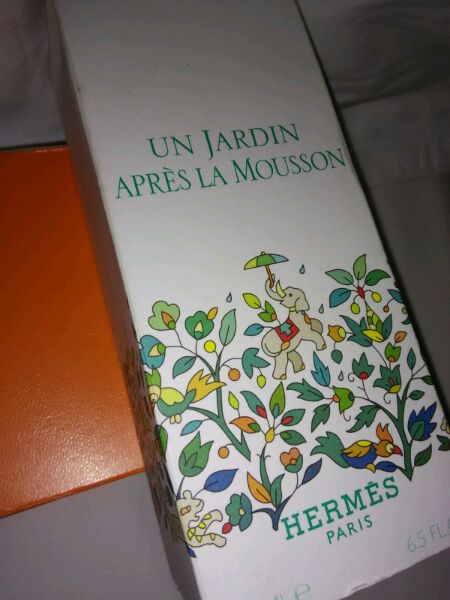 UN JARDIN
APRÈS LA MOUSSON
HERMÈS
PARIS
6.5 FL